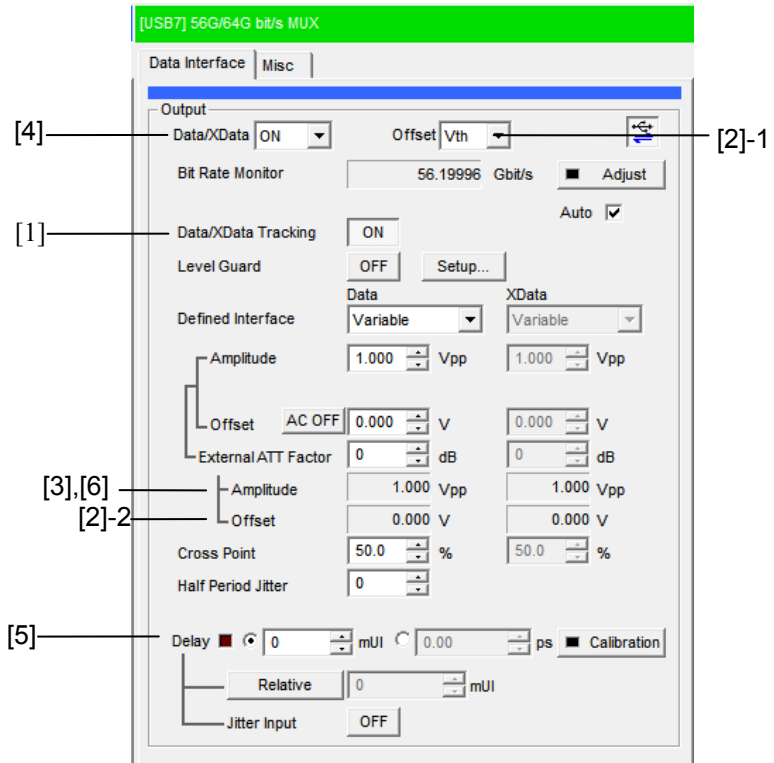 [USB7] 56G/64G bit/s MUX
Data Interface Misc
Output
[4] Data/XData ON Offset Vth [2]-1
Bit Rate Monitor 56.19996 Gbit/s Adjust
Auto
[1] Data/XData Tracking ON
Level Guard OFF Setup...
Data XData
Defined Interface Variable Variable
Amplitude 1.000 Vpp 1.000 Vpp
Offset AC OFF 0.000 V 0.000 V
External ATT Factor 0 dB 0 dB
[3],[6] Amplitude 1.000 Vpp 1.000 Vpp
[2]-2 Offset 0.000 V 0.000 V
Cross Point 50.0 % 50.0 %
Half Period Jitter 0
[5] Delay 0 mUI 0.00 ps Calibration
Relative 0 mUI
Jitter Input OFF